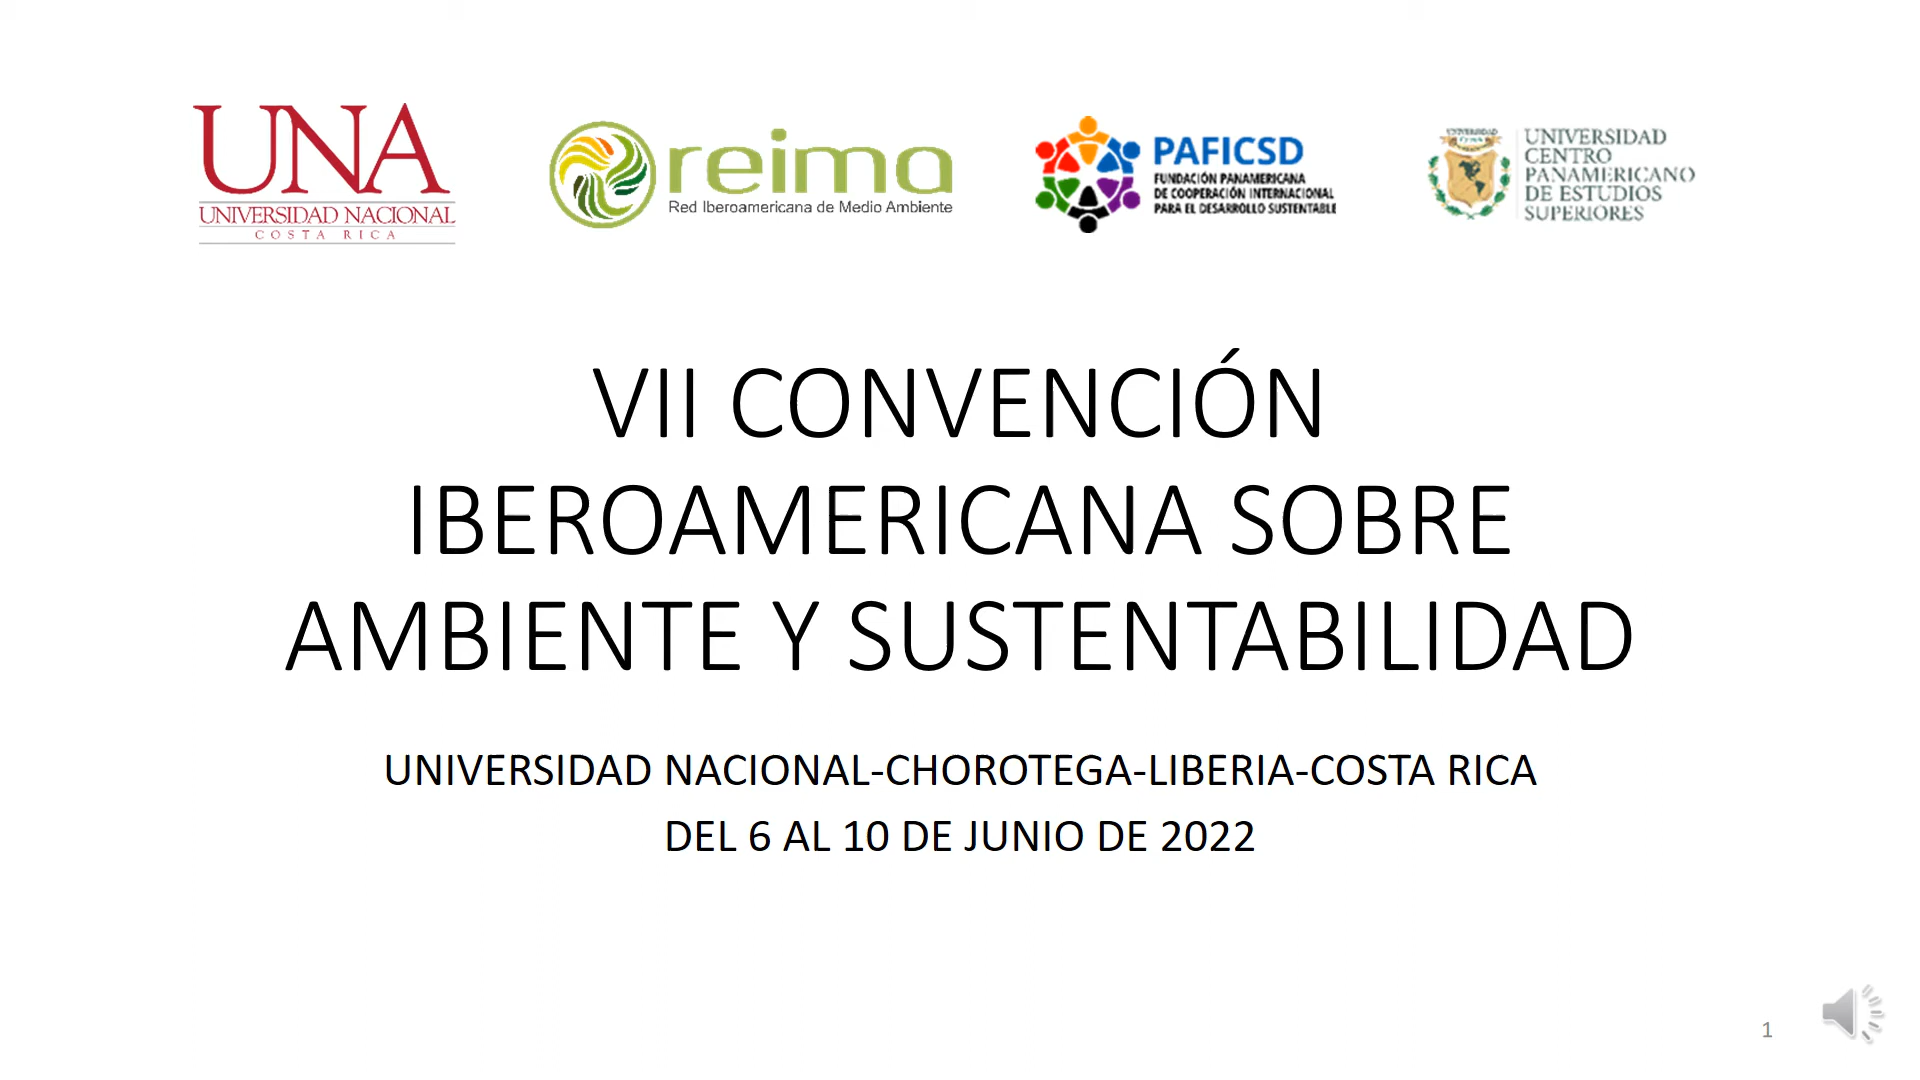 UNA
UNIVERSIDAD NACIONAL
COSTA RICA
reima
Red Iberoamericana de Medio Ambiente
PAFICSD
FUNDACIÓN PANAMERICANA
DE COOPERACIÓN INTERNACIONAL
PARA EL DESARROLLO SUSTENTABLE
UNIVERSIDAD
CENTRO
PANAMERICANO
DE ESTUDIOS
SUPERIORES
VII CONVENCIÓN
IBEROAMERICANA SOBRE
AMBIENTE Y SUSTENTABILIDAD
UNIVERSIDAD NACIONAL-CHOROTEGA-LIBERIA-COSTA RICA
DEL 6 AL 10 DE JUNIO DE 2022
1